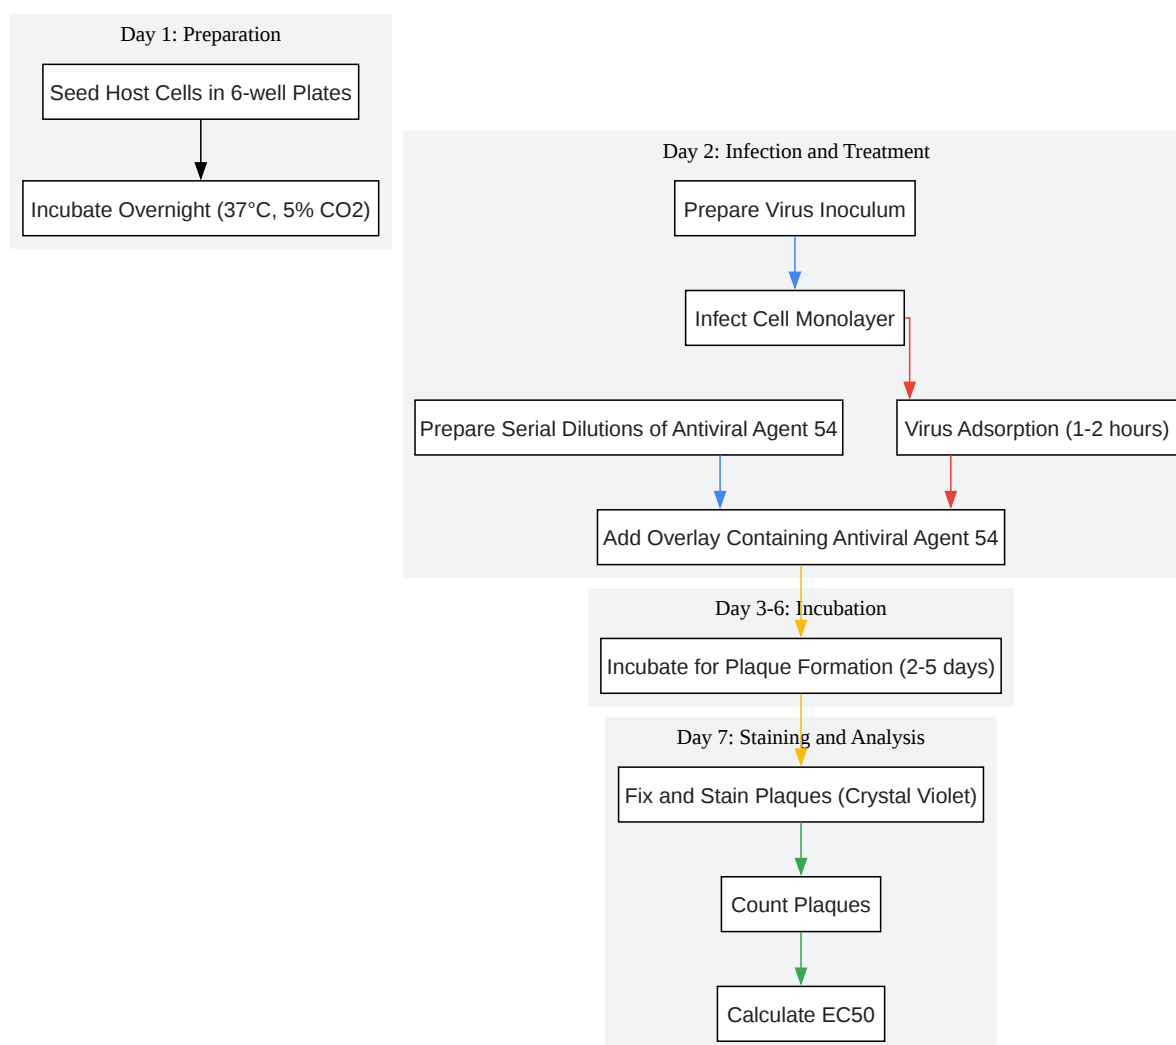 Day 1: Preparation
Seed Host Cells in 6-well Plates
Incubate Overnight (37°C, 5% CO2)
Day 2: Infection and Treatment
Prepare Virus Inoculum
Infect Cell Monolayer
Prepare Serial Dilutions of Antiviral Agent 54
Virus Adsorption (1-2 hours)
Add Overlay Containing Antiviral Agent 54
Day 3-6: Incubation
Incubate for Plaque Formation (2-5 days)
Day 7: Staining and Analysis
Fix and Stain Plaques (Crystal Violet)
Count Plaques
Calculate EC50